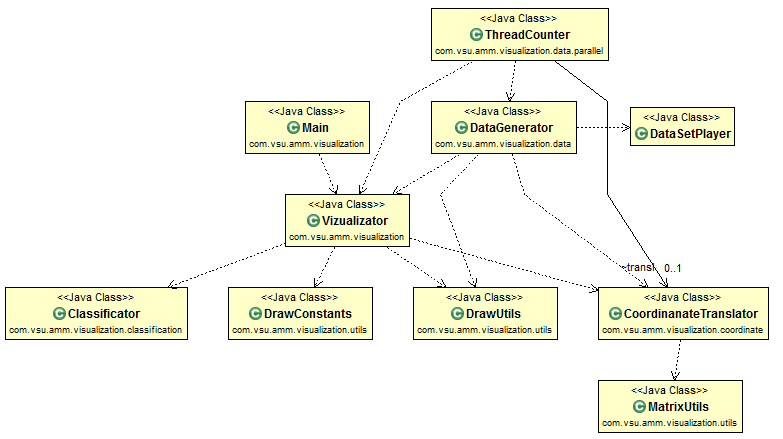 <<Java Class>>
ThreadCounter
com.vsu.amm.visualization.data.parallel
<<Java Class>>
Main
com.vsu.amm.visualization
<<Java Class>>
DataGenerator
com.vsu.amm.visualization.data
<<Java Class>>
DataSetPlayer
<<Java Class>>
Vizualizator
com.vsu.amm.visualization
~transl
0..1
<<Java Class>>
Classificator
com.vsu.amm.visualization.classification
<<Java Class>>
DrawConstants
com.vsu.amm.visualization.utils
<<Java Class>>
DrawUtils
com.vsu.amm.visualization.utils
<<Java Class>>
CoordinanateTranslator
com.vsu.amm.visualization.coordinate
<<Java Class>>
MatrixUtils
com.vsu.amm.visualization.utils